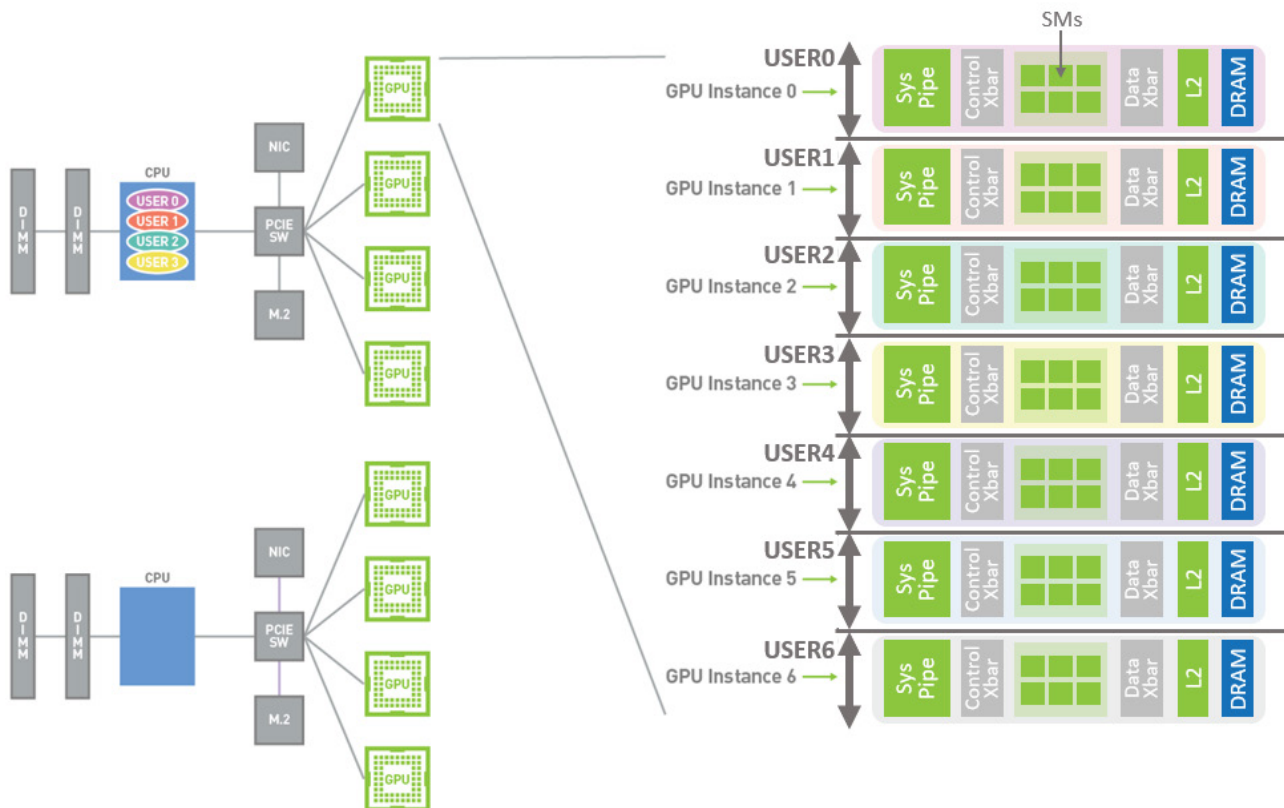 SMs
USER0
GPU Instance 0
Sys Pipe
Control Xbar
Data Xbar
L2
DRAM
USER1
GPU Instance 1
Sys Pipe
Control Xbar
Data Xbar
L2
DRAM
USER2
GPU Instance 2
Sys Pipe
Control Xbar
Data Xbar
L2
DRAM
USER3
GPU Instance 3
Sys Pipe
Control Xbar
Data Xbar
L2
DRAM
USER4
GPU Instance 4
Sys Pipe
Control Xbar
Data Xbar
L2
DRAM
USER5
GPU Instance 5
Sys Pipe
Control Xbar
Data Xbar
L2
DRAM
USER6
GPU Instance 6
Sys Pipe
Control Xbar
Data Xbar
L2
DRAM
DIMM
DIMM
CPU
USER 0
USER 1
USER 2
USER 3
NIC
PCIE
SW
M.2
GPU
GPU
GPU
GPU
DIMM
DIMM
CPU
NIC
PCIE
SW
M.2
GPU
GPU
GPU
GPU